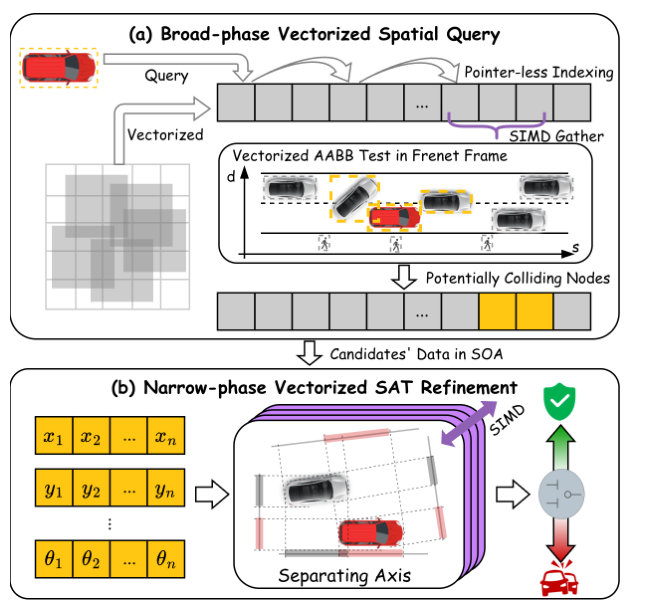 (a) Broad-phase Vectorized Spatial Query
Query
Pointer-less Indexing
...
Vectorized
SIMD Gather
Vectorized AABB Test in Frenet Frame
d
s
Potentially Colliding Nodes
...
Candidates' Data in SOA
(b) Narrow-phase Vectorized SAT Refinement
x₁ x₂ ... xₙ
y₁ y₂ ... yₙ
⋮
θ₁ θ₂ ... θₙ
SIMD
Separating Axis